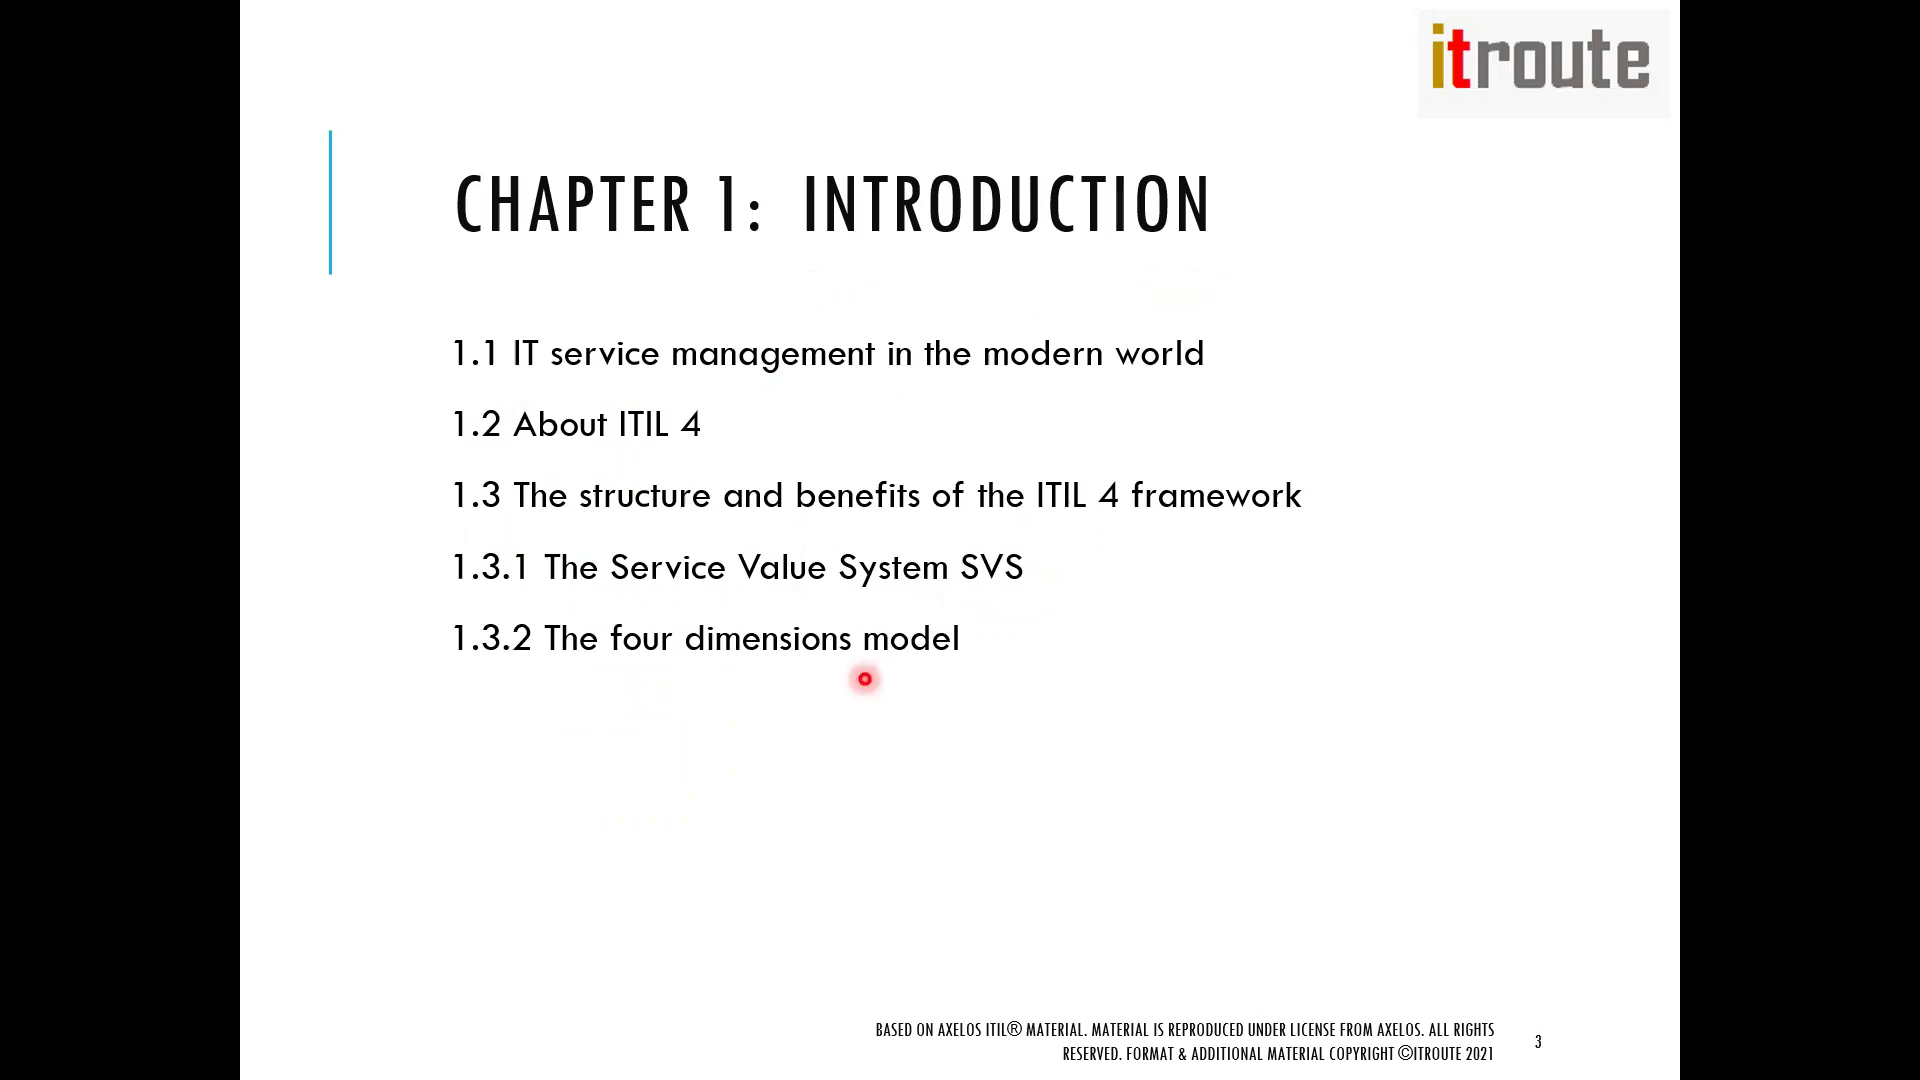 itroute
CHAPTER 1: INTRODUCTION
1.1 IT service management in the modern world
1.2 About ITIL 4
1.3 The structure and benefits of the ITIL 4 framework
1.3.1 The Service Value System SVS
1.3.2 The four dimensions model
BASED ON AXELOS ITIL® MATERIAL. MATERIAL IS REPRODUCED UNDER LICENSE FROM AXELOS. ALL RIGHTS
RESERVED. FORMAT & ADDITIONAL MATERIAL COPYRIGHT ©ITROUTE 2021
3